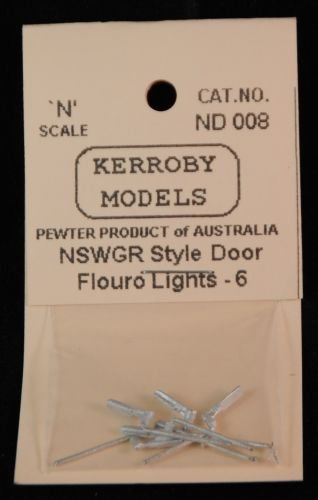 `N'
SCALE
CAT.NO.
ND 008
KERROBY
MODELS
PEWTER PRODUCT of AUSTRALIA
NSWGR Style Door
Flouro Lights - 6